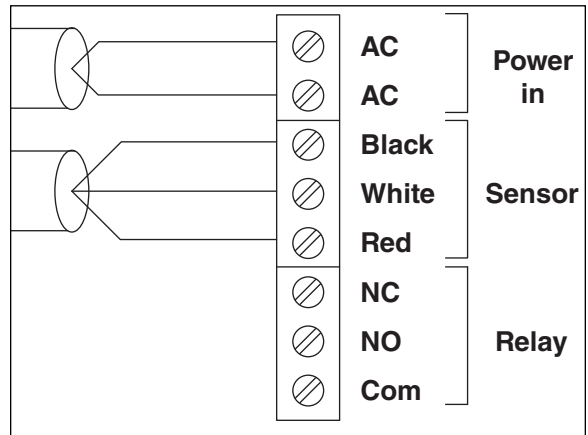 AC
AC
Power
in
Black
White
Red
Sensor
NC
NO
Com
Relay